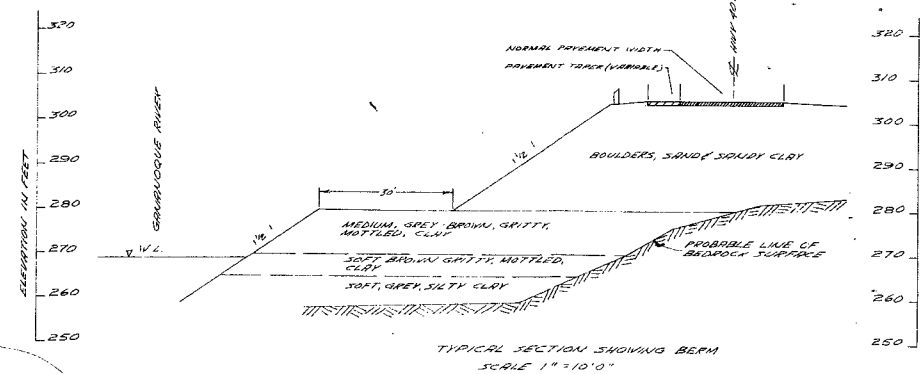 320
310
300
290
280
270
260
250
ELEVATION IN FEET
GANANOQUE RIVER
W.L.
1½:1
30'
1½:1
NORMAL PAVEMENT WIDTH
PAVEMENT TAPER (VARIABLE)
℄ HWY 401
BOULDERS, SAND & SANDY CLAY
MEDIUM, GREY-BROWN, GRITTY,
MOTTLED, CLAY
SOFT BROWN GRITTY, MOTTLED,
CLAY
SOFT, GREY, SILTY CLAY
PROBABLE LINE OF
BEDROCK SURFACE
320
310
300
290
280
270
260
250
TYPICAL SECTION SHOWING BERM
SCALE 1" = 10'0"